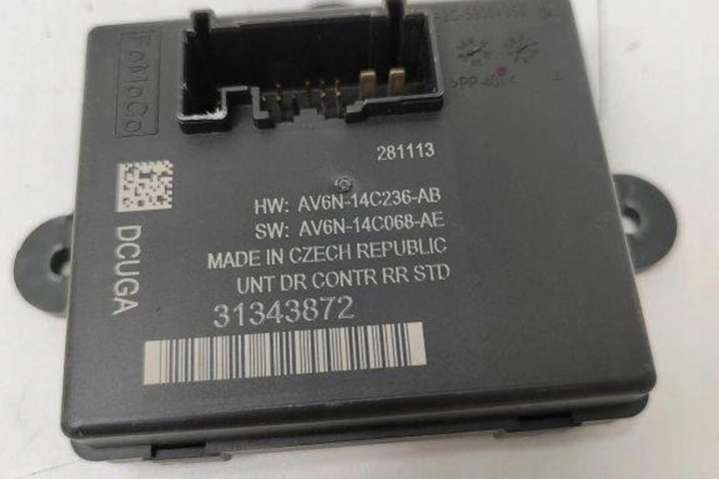 FoMoCo
281113
HW: AV6N-14C236-AB
SW: AV6N-14C068-AE
MADE IN CZECH REPUBLIC
UNT DR CONTR RR STD
31343872
DCUGA